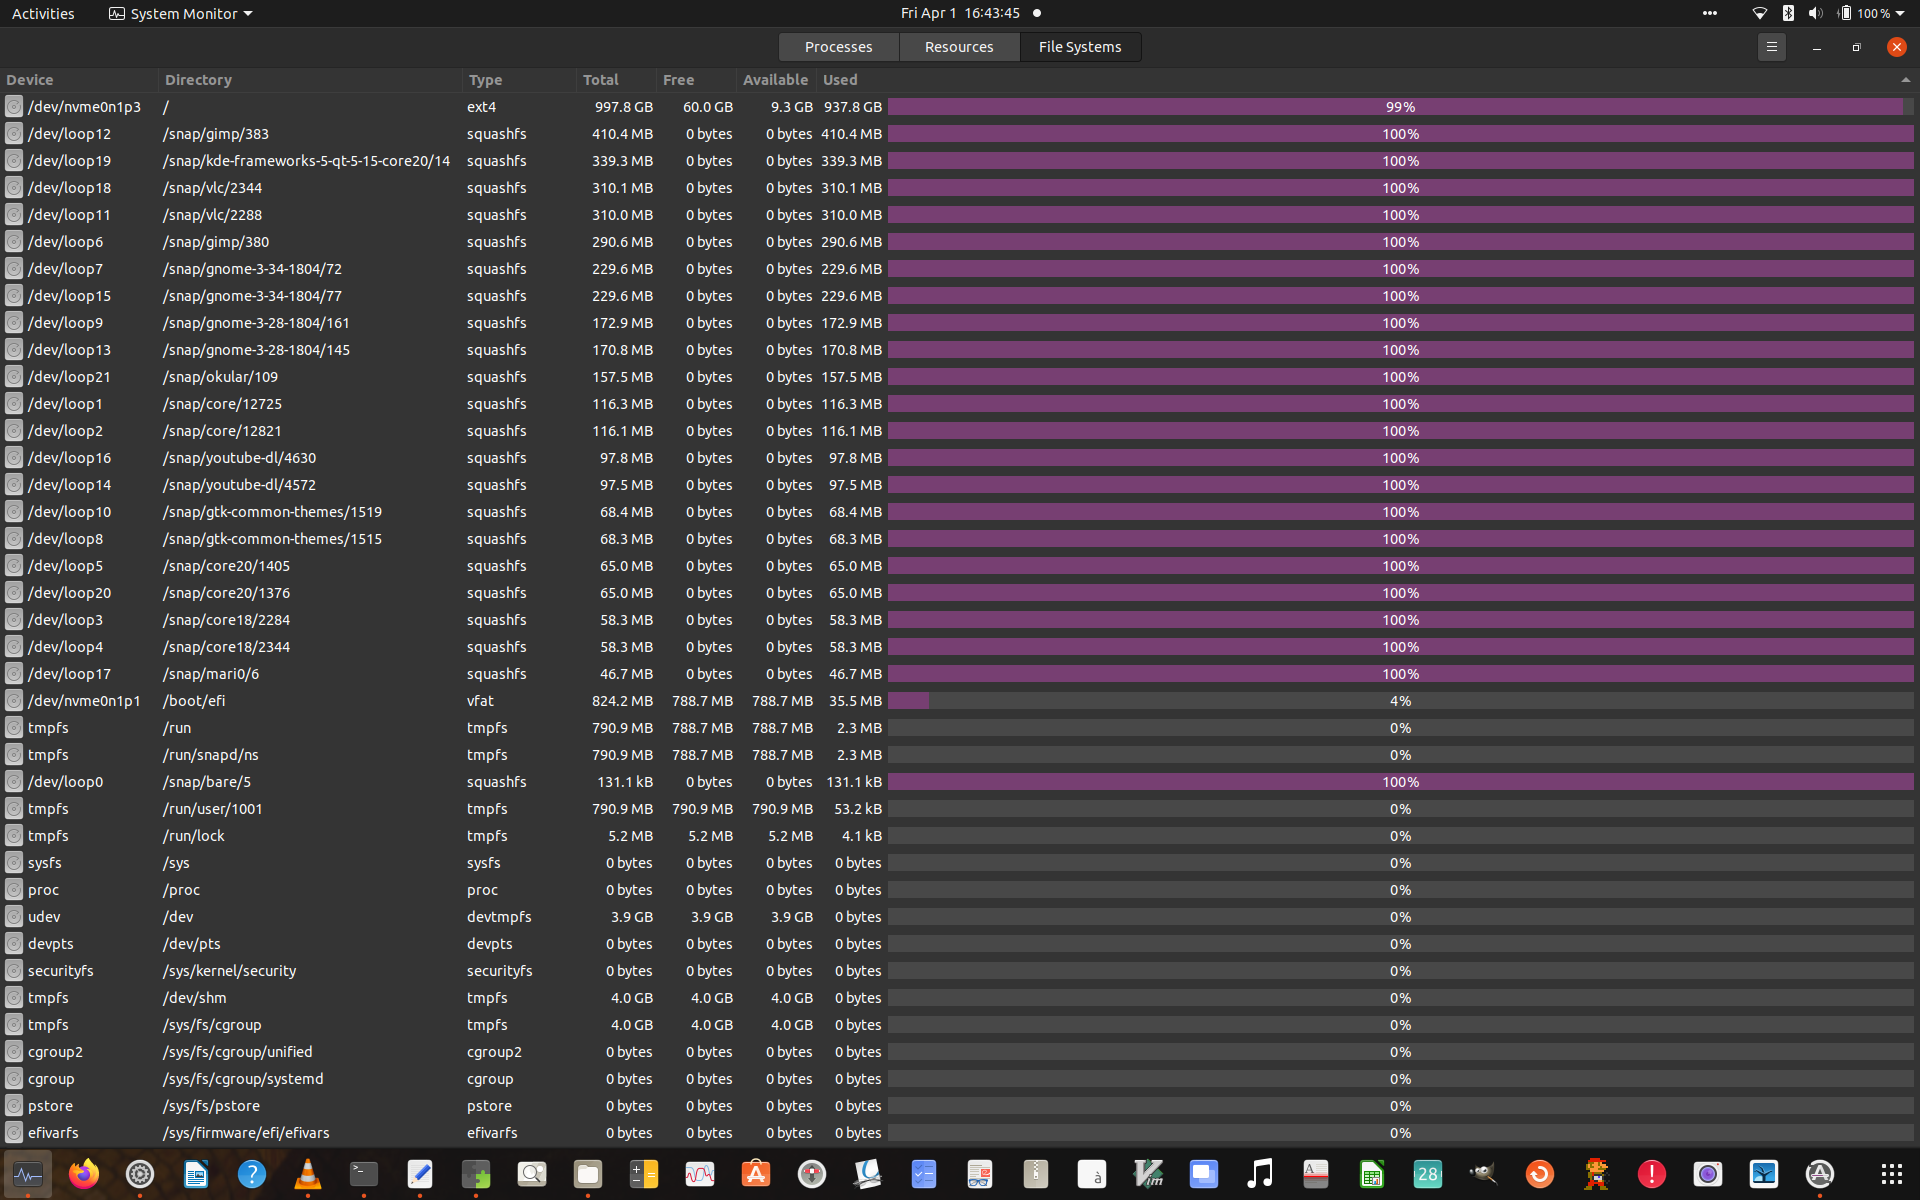 Activities System Monitor Fri Apr 1 16:43:45 100 %
Processes Resources File Systems
Device Directory Type Total Free Available Used
/dev/nvme0n1p3 / ext4 997.8 GB 60.0 GB 9.3 GB 937.8 GB 99%
/dev/loop12 /snap/gimp/383 squashfs 410.4 MB 0 bytes 0 bytes 410.4 MB 100%
/dev/loop19 /snap/kde-frameworks-5-qt-5-15-core20/14 squashfs 339.3 MB 0 bytes 0 bytes 339.3 MB 100%
/dev/loop18 /snap/vlc/2344 squashfs 310.1 MB 0 bytes 0 bytes 310.1 MB 100%
/dev/loop11 /snap/vlc/2288 squashfs 310.0 MB 0 bytes 0 bytes 310.0 MB 100%
/dev/loop6 /snap/gimp/380 squashfs 290.6 MB 0 bytes 0 bytes 290.6 MB 100%
/dev/loop7 /snap/gnome-3-34-1804/72 squashfs 229.6 MB 0 bytes 0 bytes 229.6 MB 100%
/dev/loop15 /snap/gnome-3-34-1804/77 squashfs 229.6 MB 0 bytes 0 bytes 229.6 MB 100%
/dev/loop9 /snap/gnome-3-28-1804/161 squashfs 172.9 MB 0 bytes 0 bytes 172.9 MB 100%
/dev/loop13 /snap/gnome-3-28-1804/145 squashfs 170.8 MB 0 bytes 0 bytes 170.8 MB 100%
/dev/loop21 /snap/okular/109 squashfs 157.5 MB 0 bytes 0 bytes 157.5 MB 100%
/dev/loop1 /snap/core/12725 squashfs 116.3 MB 0 bytes 0 bytes 116.3 MB 100%
/dev/loop2 /snap/core/12821 squashfs 116.1 MB 0 bytes 0 bytes 116.1 MB 100%
/dev/loop16 /snap/youtube-dl/4630 squashfs 97.8 MB 0 bytes 0 bytes 97.8 MB 100%
/dev/loop14 /snap/youtube-dl/4572 squashfs 97.5 MB 0 bytes 0 bytes 97.5 MB 100%
/dev/loop10 /snap/gtk-common-themes/1519 squashfs 68.4 MB 0 bytes 0 bytes 68.4 MB 100%
/dev/loop8 /snap/gtk-common-themes/1515 squashfs 68.3 MB 0 bytes 0 bytes 68.3 MB 100%
/dev/loop5 /snap/core20/1405 squashfs 65.0 MB 0 bytes 0 bytes 65.0 MB 100%
/dev/loop20 /snap/core20/1376 squashfs 65.0 MB 0 bytes 0 bytes 65.0 MB 100%
/dev/loop3 /snap/core18/2284 squashfs 58.3 MB 0 bytes 0 bytes 58.3 MB 100%
/dev/loop4 /snap/core18/2344 squashfs 58.3 MB 0 bytes 0 bytes 58.3 MB 100%
/dev/loop17 /snap/mari0/6 squashfs 46.7 MB 0 bytes 0 bytes 46.7 MB 100%
/dev/nvme0n1p1 /boot/efi vfat 824.2 MB 788.7 MB 788.7 MB 35.5 MB 4%
tmpfs /run tmpfs 790.9 MB 788.7 MB 788.7 MB 2.3 MB 0%
tmpfs /run/snapd/ns tmpfs 790.9 MB 788.7 MB 788.7 MB 2.3 MB 0%
/dev/loop0 /snap/bare/5 squashfs 131.1 kB 0 bytes 0 bytes 131.1 kB 100%
tmpfs /run/user/1001 tmpfs 790.9 MB 790.9 MB 790.9 MB 53.2 kB 0%
tmpfs /run/lock tmpfs 5.2 MB 5.2 MB 5.2 MB 4.1 kB 0%
sysfs /sys sysfs 0 bytes 0 bytes 0 bytes 0 bytes 0%
proc /proc proc 0 bytes 0 bytes 0 bytes 0 bytes 0%
udev /dev devtmpfs 3.9 GB 3.9 GB 3.9 GB 0 bytes 0%
devpts /dev/pts devpts 0 bytes 0 bytes 0 bytes 0 bytes 0%
securityfs /sys/kernel/security securityfs 0 bytes 0 bytes 0 bytes 0 bytes 0%
tmpfs /dev/shm tmpfs 4.0 GB 4.0 GB 4.0 GB 0 bytes 0%
tmpfs /sys/fs/cgroup tmpfs 4.0 GB 4.0 GB 4.0 GB 0 bytes 0%
cgroup2 /sys/fs/cgroup/unified cgroup2 0 bytes 0 bytes 0 bytes 0 bytes 0%
cgroup /sys/fs/cgroup/systemd cgroup 0 bytes 0 bytes 0 bytes 0 bytes 0%
pstore /sys/fs/pstore pstore 0 bytes 0 bytes 0 bytes 0 bytes 0%
efivarfs /sys/firmware/efi/efivars efivarfs 0 bytes 0 bytes 0 bytes 0 bytes 0%
à Vim 28